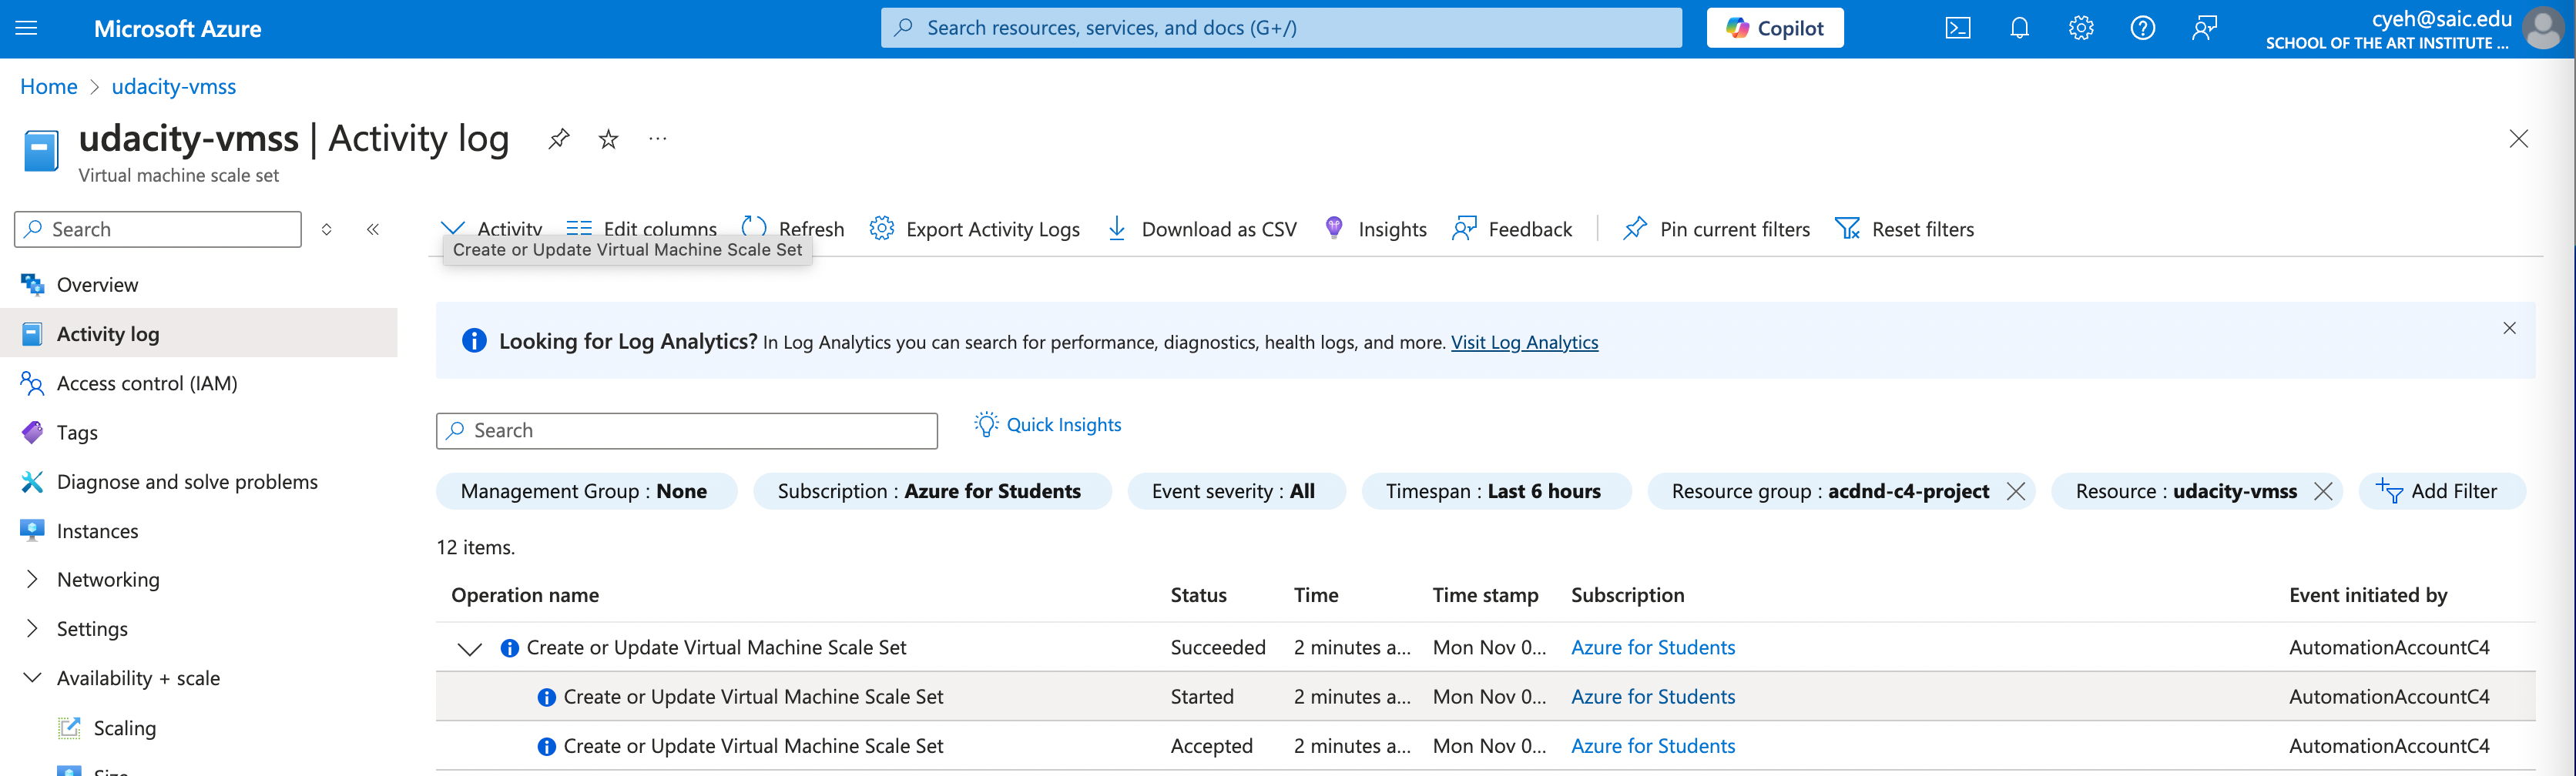 Microsoft Azure
Search resources, services, and docs (G+/)
Copilot
cyeh@saic.edu
SCHOOL OF THE ART INSTITUTE ...
Home > udacity-vmss
udacity-vmss | Activity log
Virtual machine scale set
Search
Activity
Edit columns
Refresh
Export Activity Logs
Download as CSV
Insights
Feedback
Pin current filters
Reset filters
Create or Update Virtual Machine Scale Set
Overview
Activity log
Access control (IAM)
Tags
Diagnose and solve problems
Instances
Networking
Settings
Availability + scale
Scaling
Size
Looking for Log Analytics? In Log Analytics you can search for performance, diagnostics, health logs, and more. Visit Log Analytics
Search
Quick Insights
Management Group : None
Subscription : Azure for Students
Event severity : All
Timespan : Last 6 hours
Resource group : acdnd-c4-project
Resource : udacity-vmss
Add Filter
12 items.
Operation name Status Time Time stamp Subscription Event initiated by
Create or Update Virtual Machine Scale Set Succeeded 2 minutes a... Mon Nov 0... Azure for Students AutomationAccountC4
Create or Update Virtual Machine Scale Set Started 2 minutes a... Mon Nov 0... Azure for Students AutomationAccountC4
Create or Update Virtual Machine Scale Set Accepted 2 minutes a... Mon Nov 0... Azure for Students AutomationAccountC4